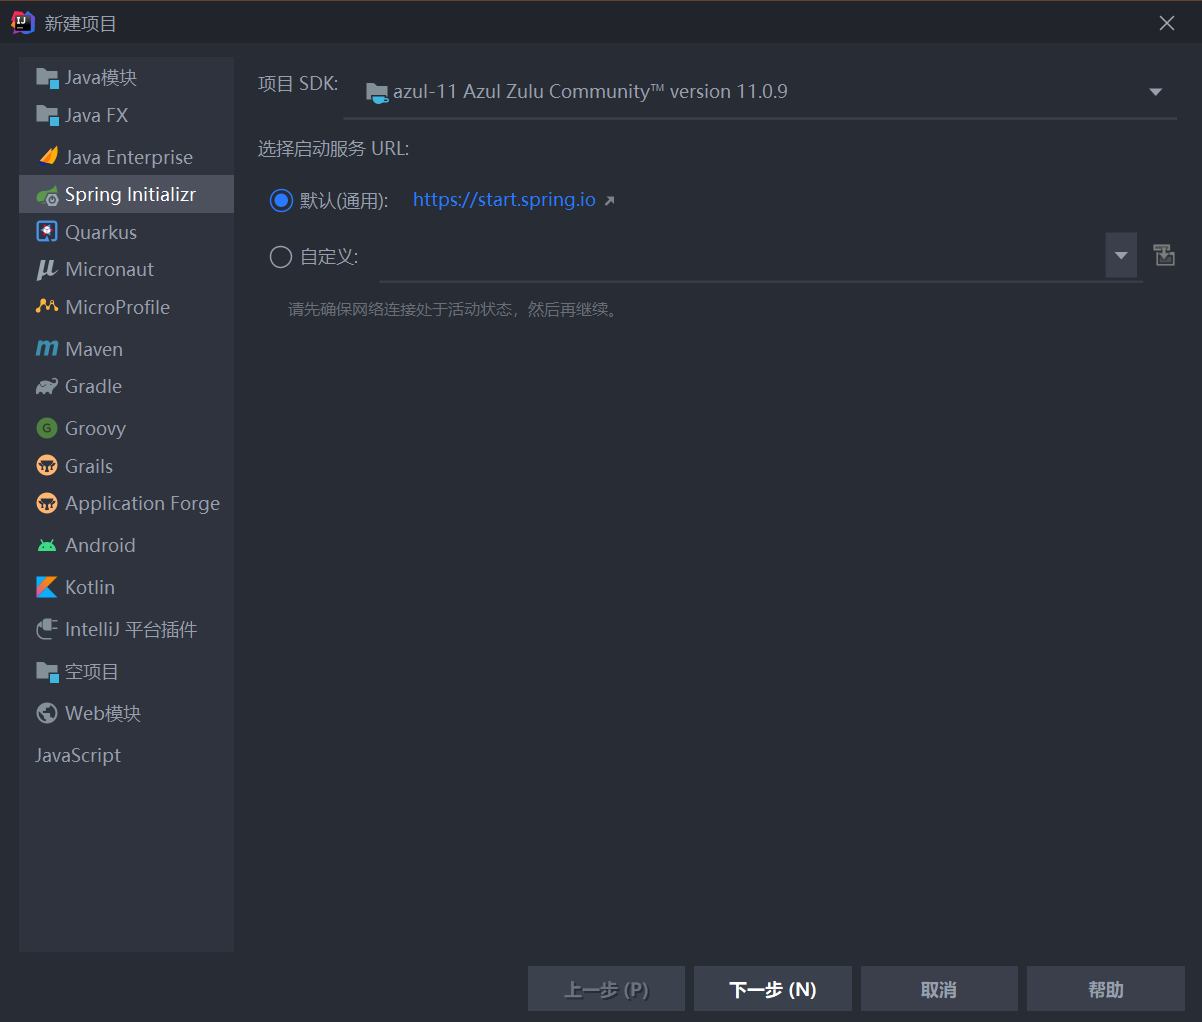 新建项目
Java模块
Java FX
Java Enterprise
Spring Initializr
Quarkus
Micronaut
MicroProfile
Maven
Gradle
Groovy
Grails
Application Forge
Android
Kotlin
IntelliJ 平台插件
空项目
Web模块
JavaScript
项目 SDK:
azul-11 Azul Zulu Community™ version 11.0.9
选择启动服务 URL:
默认(通用): https://start.spring.io
自定义:
请先确保网络连接处于活动状态，然后再继续。
上一步 (P) 下一步 (N) 取消 帮助